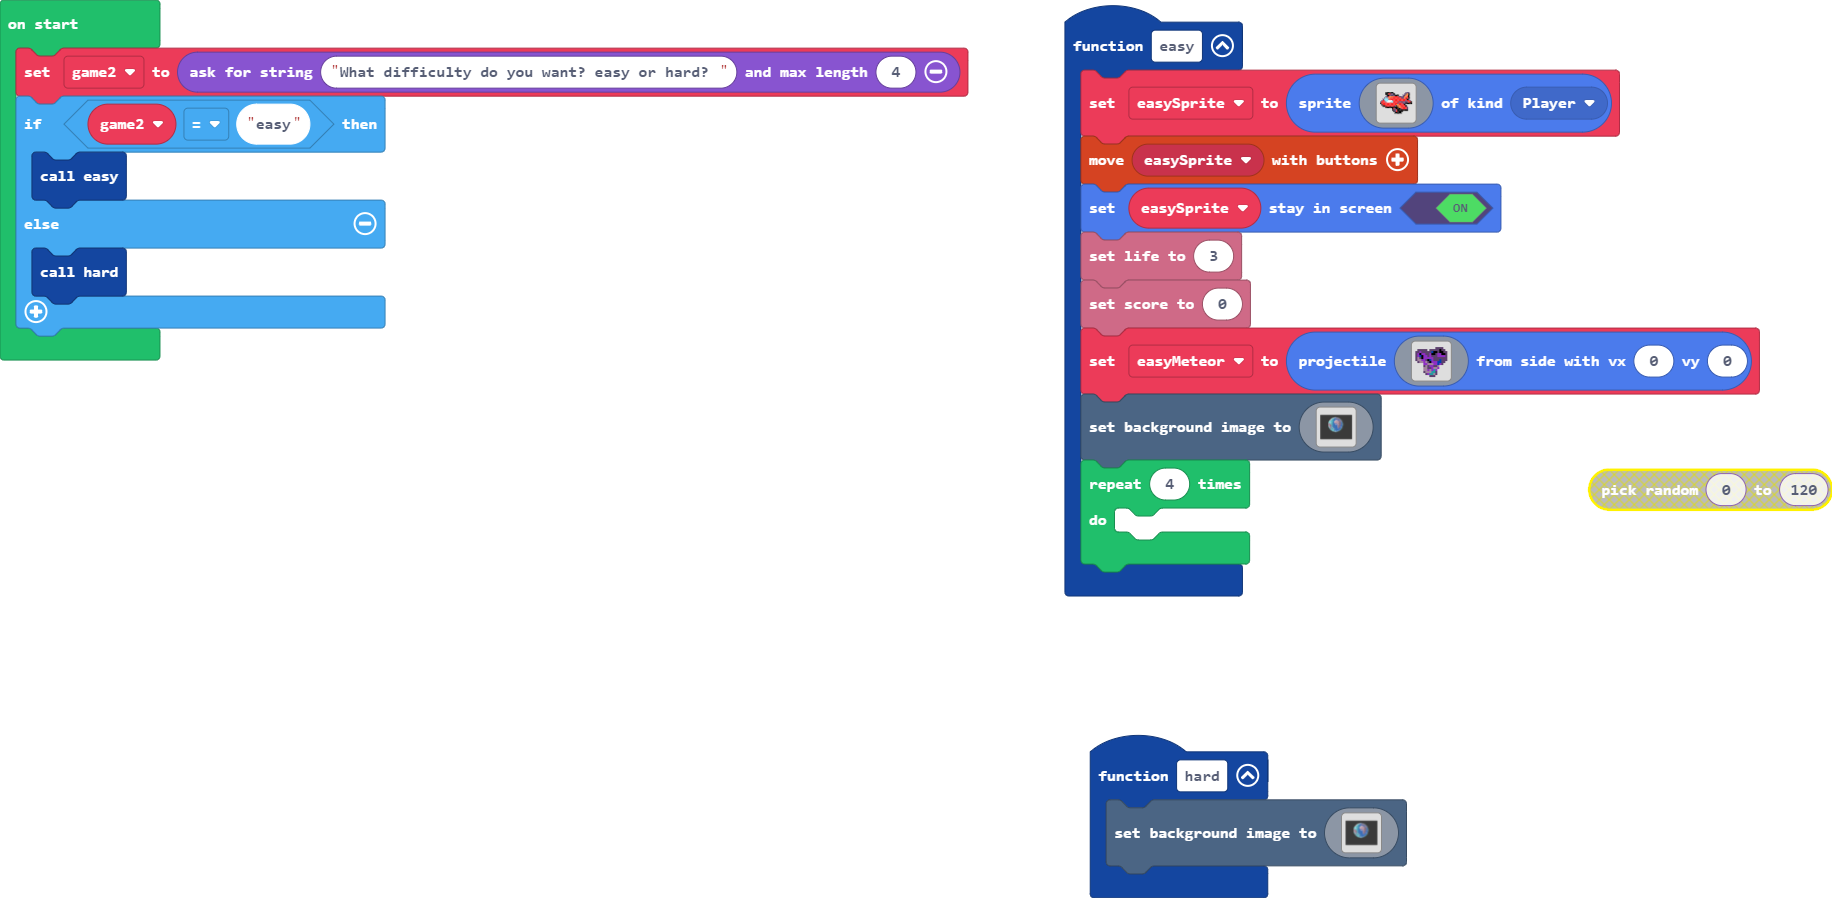 on start
set game2 to ask for string "What difficulty do you want? easy or hard? " and max length 4
if game2 = "easy" then
call easy
else
call hard
function easy
set easySprite to sprite of kind Player
move easySprite with buttons
set easySprite stay in screen ON
set life to 3
set score to 0
set easyMeteor to projectile from side with vx 0 vy 0
set background image to
repeat 4 times
do
pick random 0 to 120
function hard
set background image to